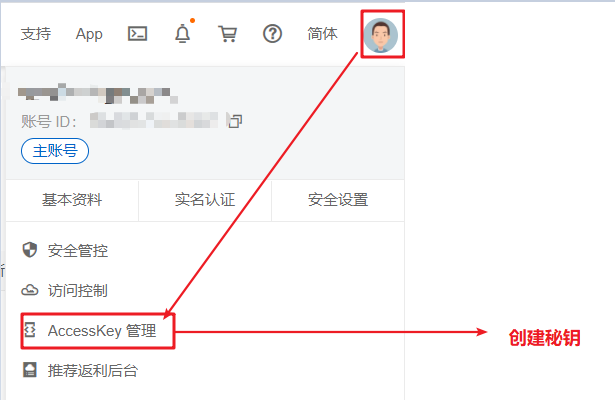 支持 App 简体
账号 ID：
主账号
基本资料 实名认证 安全设置
安全管控
访问控制
AccessKey 管理
创建秘钥
推荐返利后台